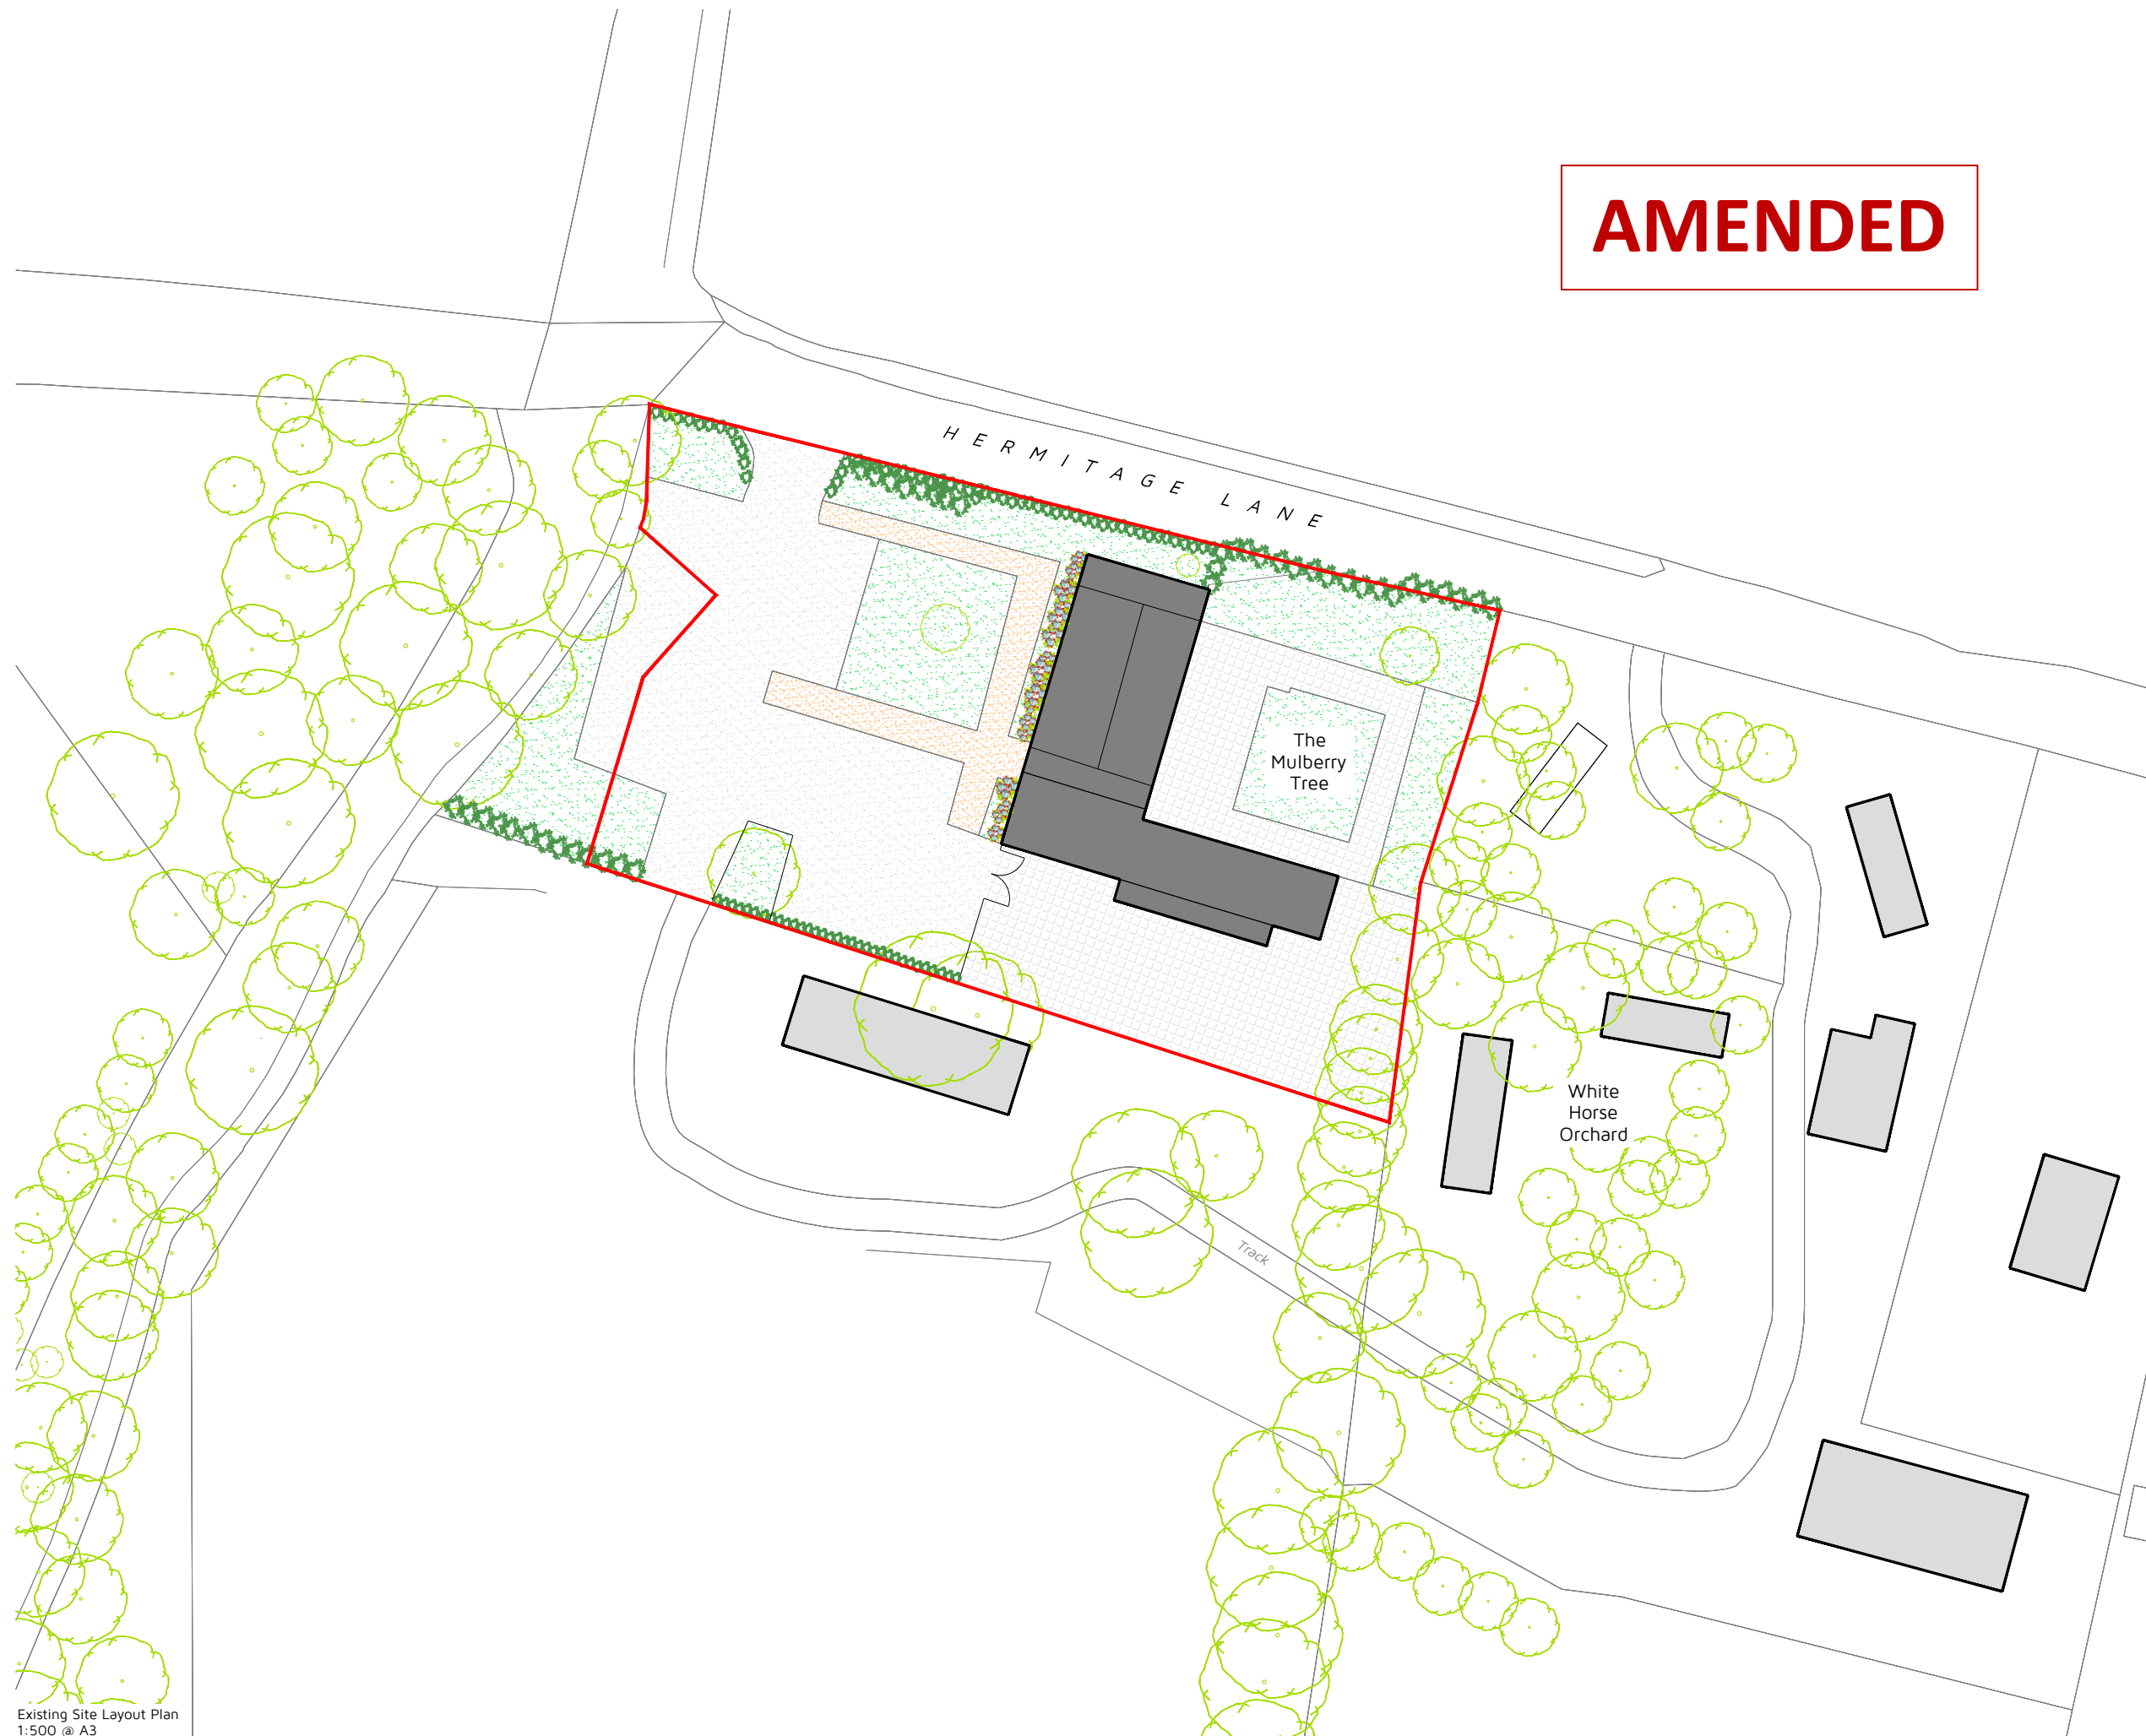 AMENDED
HERMITAGE LANE
The
Mulberry
Tree
White
Horse
Orchard
Track
Existing Site Layout Plan
1:500 @ A3